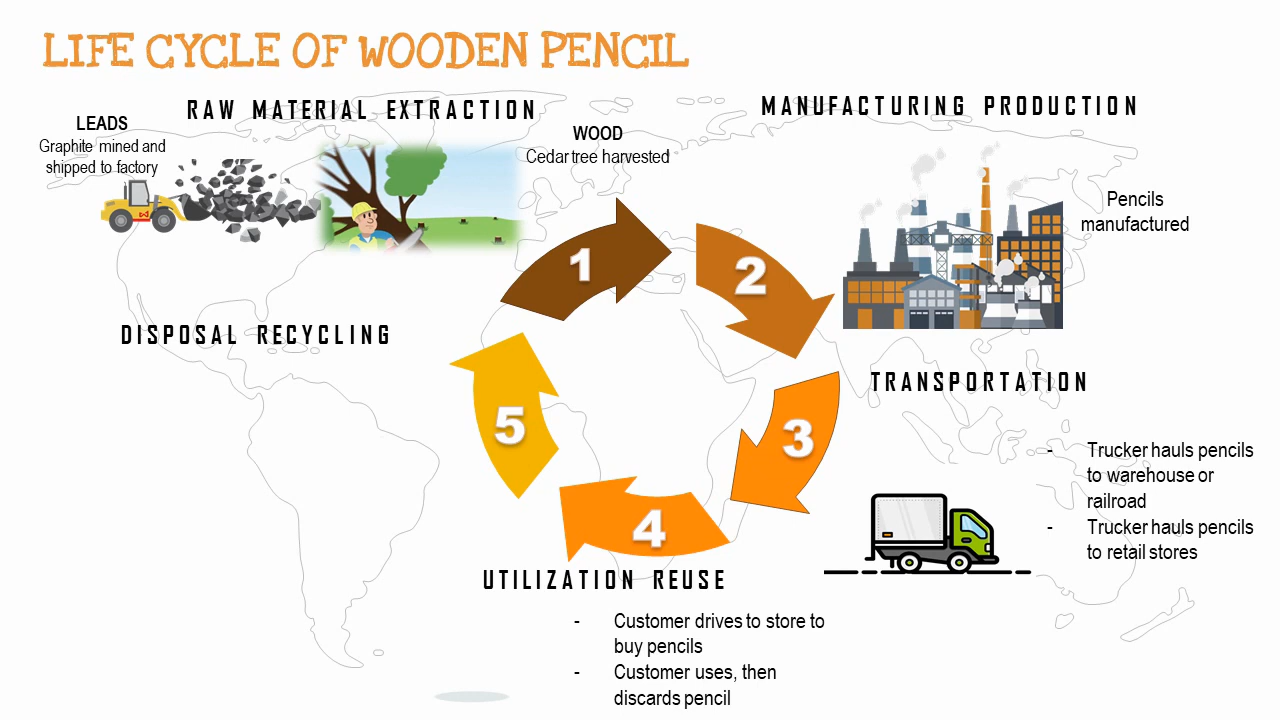 LIFE CYCLE OF WOODEN PENCIL
RAW MATERIAL EXTRACTION
LEADS
Graphite mined and
shipped to factory
WOOD
Cedar tree harvested
MANUFACTURING PRODUCTION
Pencils
manufactured
1
2
3
4
5
DISPOSAL RECYCLING
TRANSPORTATION
- Trucker hauls pencils
to warehouse or
railroad
- Trucker hauls pencils
to retail stores
UTILIZATION REUSE
- Customer drives to store to
buy pencils
- Customer uses, then
discards pencil